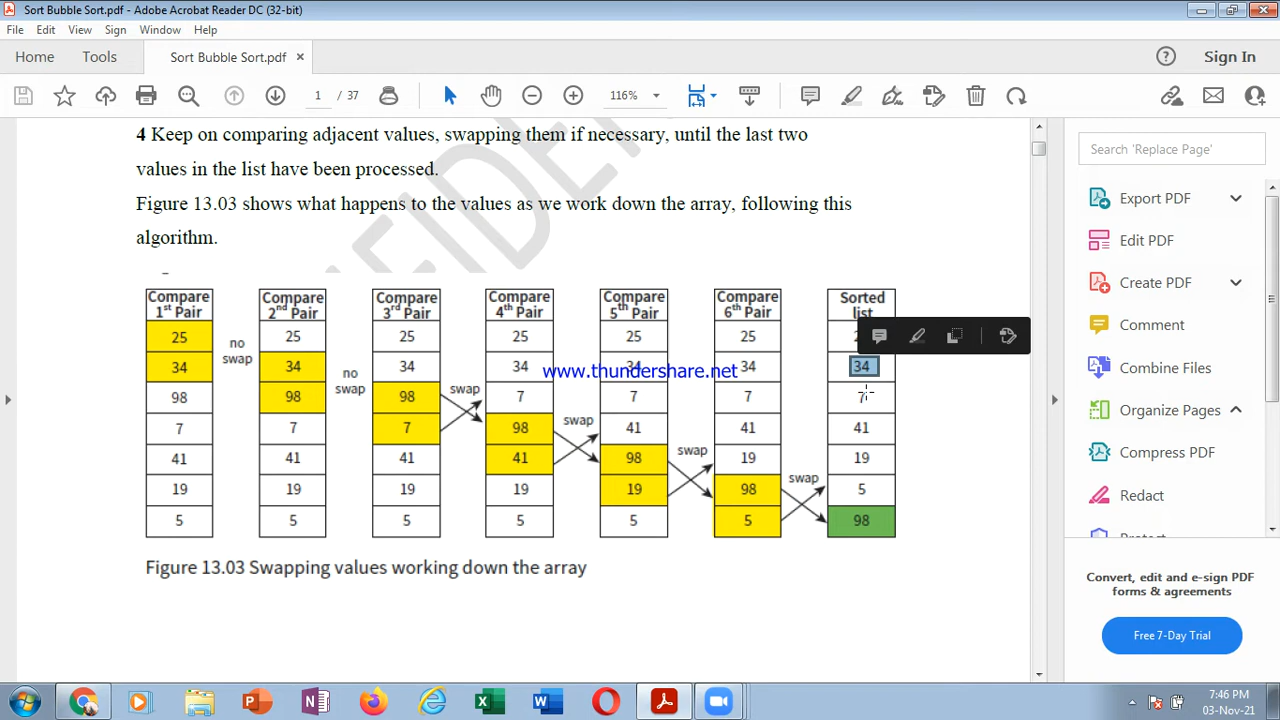 Sort Bubble Sort.pdf - Adobe Acrobat Reader DC (32-bit)
File Edit View Sign Window Help
Home Tools Sort Bubble Sort.pdf × ? Sign In
1 / 37 116%
4 Keep on comparing adjacent values, swapping them if necessary, until the last two
values in the list have been processed.
Figure 13.03 shows what happens to the values as we work down the array, following this
algorithm.
Compare 1st Pair
25
34
98
7
41
19
5
no swap
Compare 2nd Pair
25
34
98
7
41
19
5
no swap
Compare 3rd Pair
25
34
98
7
41
19
5
swap
Compare 4th Pair
25
34
7
98
41
19
5
swap
Compare 5th Pair
25
34
7
41
98
19
5
swap
Compare 6th Pair
25
34
7
41
19
98
5
swap
Sorted list
34
7
41
19
5
98
www.thundershare.net
Figure 13.03 Swapping values working down the array
Search 'Replace Page'
Export PDF
Edit PDF
Create PDF
Comment
Combine Files
Organize Pages
Compress PDF
Redact
Convert, edit and e-sign PDF
forms & agreements
Free 7-Day Trial
7:46 PM
03-Nov-21